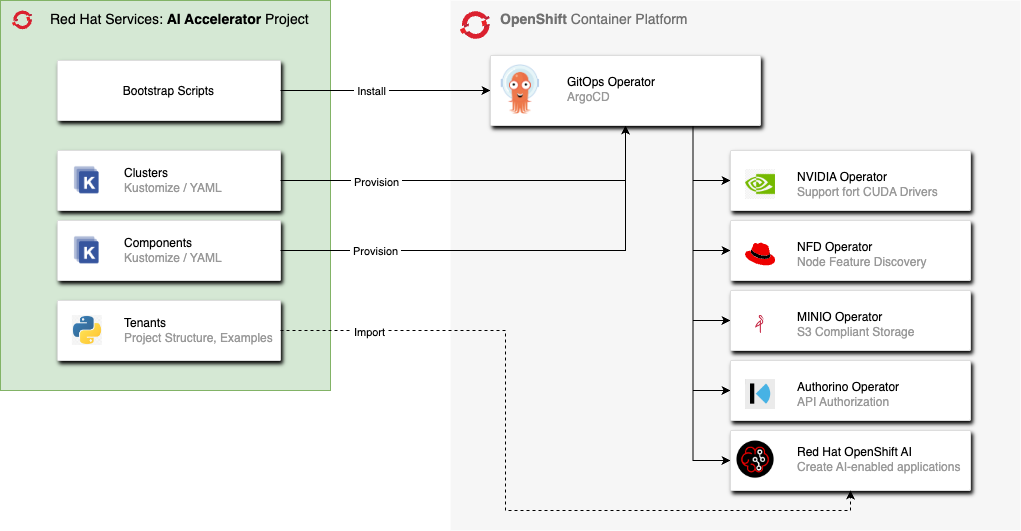 Red Hat Services: AI Accelerator Project
OpenShift Container Platform
Bootstrap Scripts
Install
GitOps Operator
ArgoCD
K
Clusters
Kustomize / YAML
Provision
K
Components
Kustomize / YAML
Provision
Tenants
Project Structure, Examples
Import
NVIDIA Operator
Support fort CUDA Drivers
NFD Operator
Node Feature Discovery
MINIO Operator
S3 Compliant Storage
Authorino Operator
API Authorization
Red Hat OpenShift AI
Create AI-enabled applications